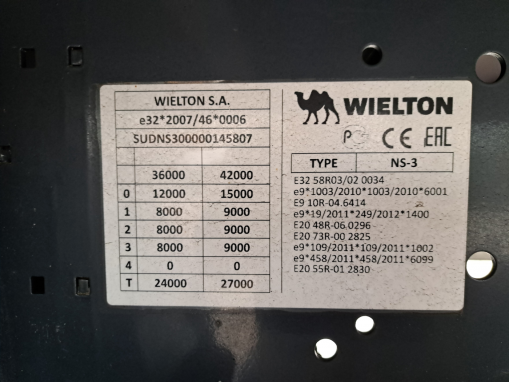 WIELTON S.A.
e32*2007/46*0006
SUDNS300000145807
36000 42000
0 12000 15000
1 8000 9000
2 8000 9000
3 8000 9000
4 0 0
T 24000 27000
WIELTON
P CE EAC
TYPE NS-3
E32 58R03/02 0034
e9*1003/2010*1003/2010*6001
E9 10R-04.6414
e9*19/2011*249/2012*1400
E20 48R-06.0296
E20 73R-00 2825
e9*109/2011*109/2011*1002
e9*458/2011*458/2011*6099
E20 55R-01 2830